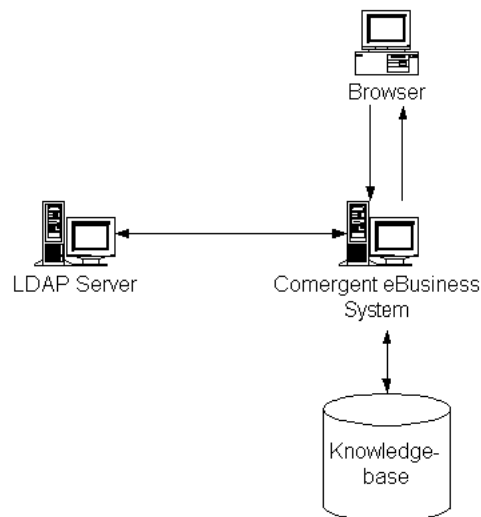 Browser
LDAP Server
Comergent eBusiness
System
Knowledge-
base